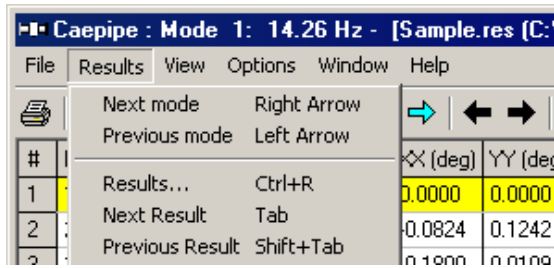 Caepipe : Mode 1: 14.26 Hz - [Sample.res (C:
File Results View Options Window Help
Next mode Right Arrow
Previous mode Left Arrow
# (deg) YY (deg
1 0.0000 0.0000
Results... Ctrl+R
Next Result Tab
2 0.0824 0.1242
Previous Result Shift+Tab